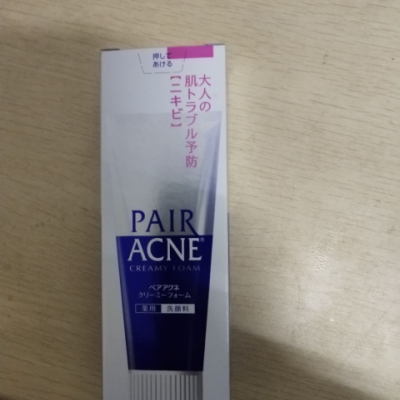 押して
あける
大人の
肌トラブル予防
【ニキビ】
PAIR
ACNE®
CREAMY FOAM
ペアアクネ
クリーミーフォーム
薬用 洗顔料